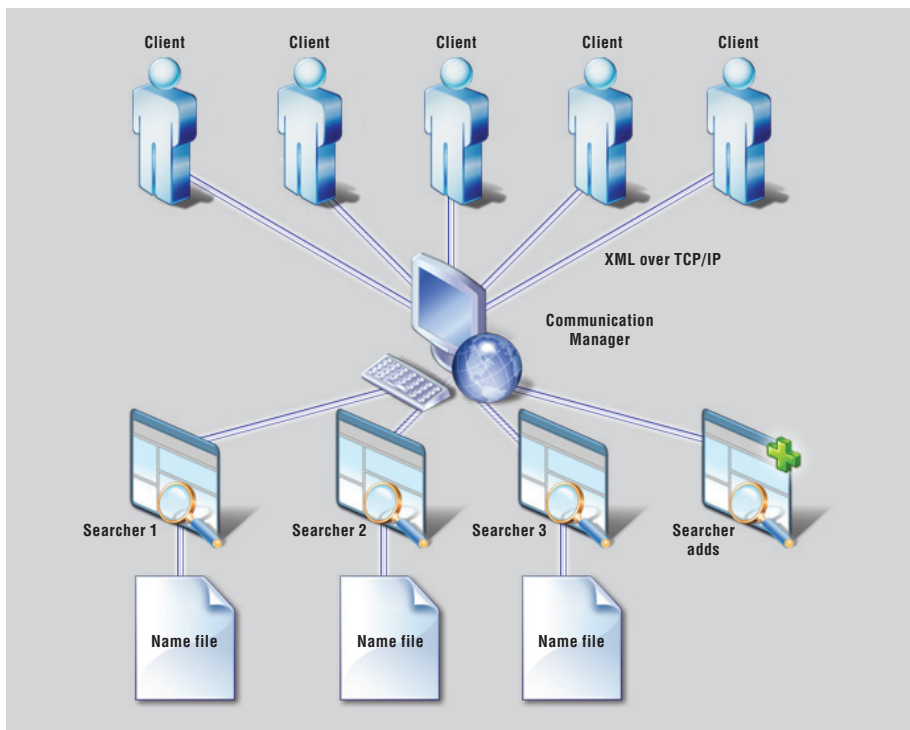 Client
Client
Client
Client
Client
XML over TCP/IP
Communication
Manager
Searcher 1
Searcher 2
Searcher 3
Searcher
adds
Name file
Name file
Name file